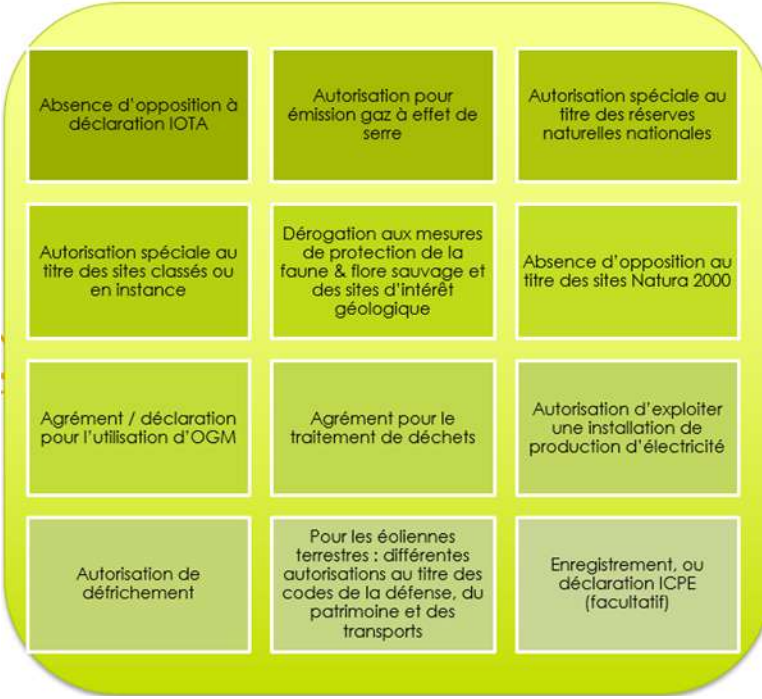 Absence d'opposition à
déclaration IOTA
Autorisation pour
émission gaz à effet de
serre
Autorisation spéciale au
titre des réserves
naturelles nationales
Autorisation spéciale au
titre des sites classés ou
en instance
Dérogation aux mesures
de protection de la
faune & flore sauvage et
des sites d'intérêt
géologique
Absence d'opposition au
titre des sites Natura 2000
Agrément / déclaration
pour l'utilisation d'OGM
Agrément pour le
traitement de déchets
Autorisation d'exploiter
une installation de
production d'électricité
Autorisation de
défrichement
Pour les éoliennes
terrestres : différentes
autorisations au titre des
codes de la défense, du
patrimoine et des
transports
Enregistrement, ou
déclaration ICPE
(facultatif)